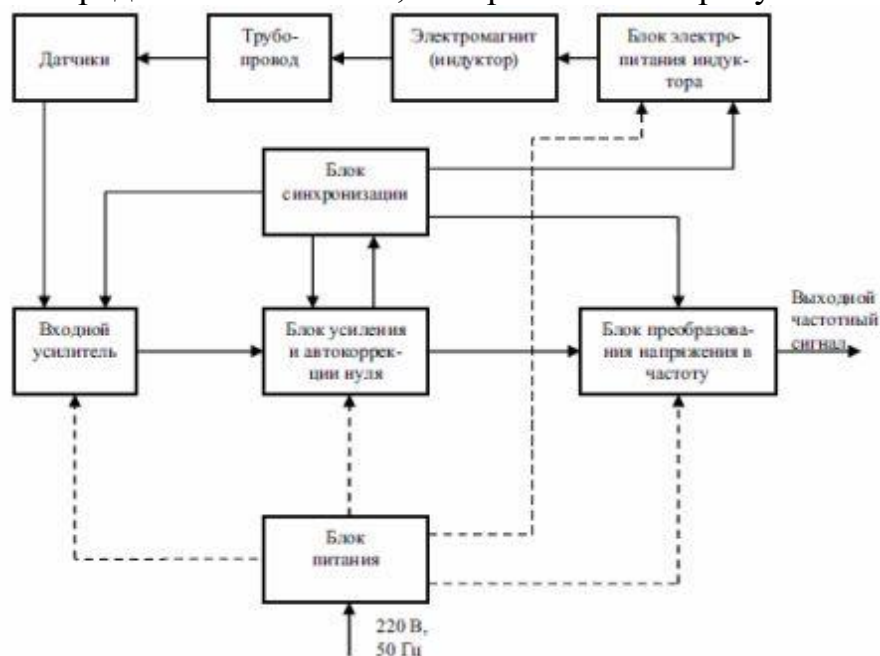 Датчики
Трубо-
провод
Электромагнит
(индуктор)
Блок электро-
питания индук-
тора
Блок
синхронизации
Входной
усилитель
Блок усиления
и автокоррек-
ции нуля
Блок преобразова-
ния напряжения в
частоту
Выходной
частотный
сигнал
Блок
питания
220 В,
50 Гц